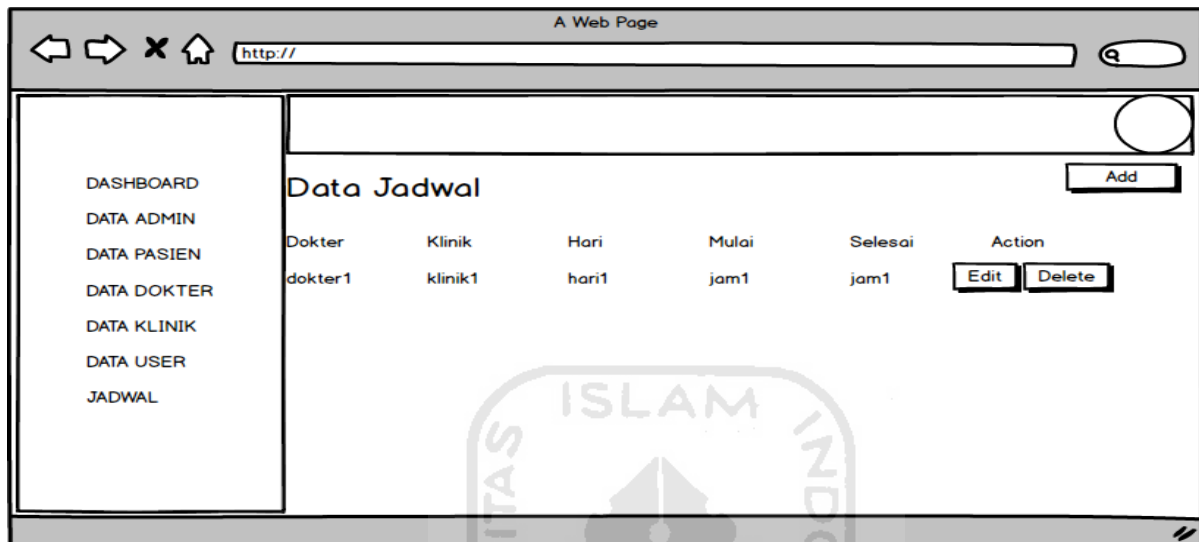 A Web Page
http://
DASHBOARD
DATA ADMIN
DATA PASIEN
DATA DOKTER
DATA KLINIK
DATA USER
JADWAL
Data Jadwal
Add
Dokter Klinik Hari Mulai Selesai Action
dokter1 klinik1 hari1 jam1 jam1 Edit Delete
ISLAM